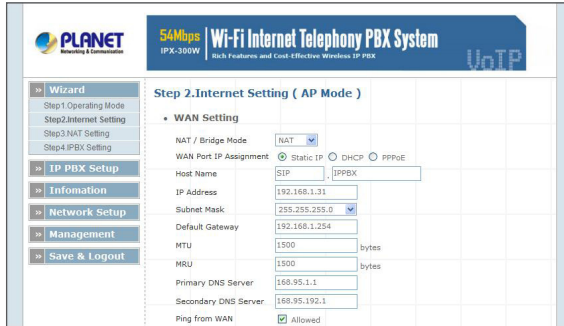 PLANET
Networking & Communication
54Mbps
IPX-300W
Wi-Fi Internet Telephony PBX System
Rich Features and Cost-Effective Wireless IP PBX
VoIP
» Wizard
Step1.Operating Mode
Step2.Internet Setting
Step3.NAT Setting
Step4.IPBX Setting
» IP PBX Setup
» Infomation
» Network Setup
» Management
» Save & Logout
Step 2.Internet Setting ( AP Mode )
• WAN Setting
NAT / Bridge Mode NAT
WAN Port IP Assignment Static IP DHCP PPPoE
Host Name SIP . IPPBX
IP Address 192.168.1.31
Subnet Mask 255.255.255.0
Default Gateway 192.168.1.254
MTU 1500 bytes
MRU 1500 bytes
Primary DNS Server 168.95.1.1
Secondary DNS Server 168.95.192.1
Ping from WAN Allowed